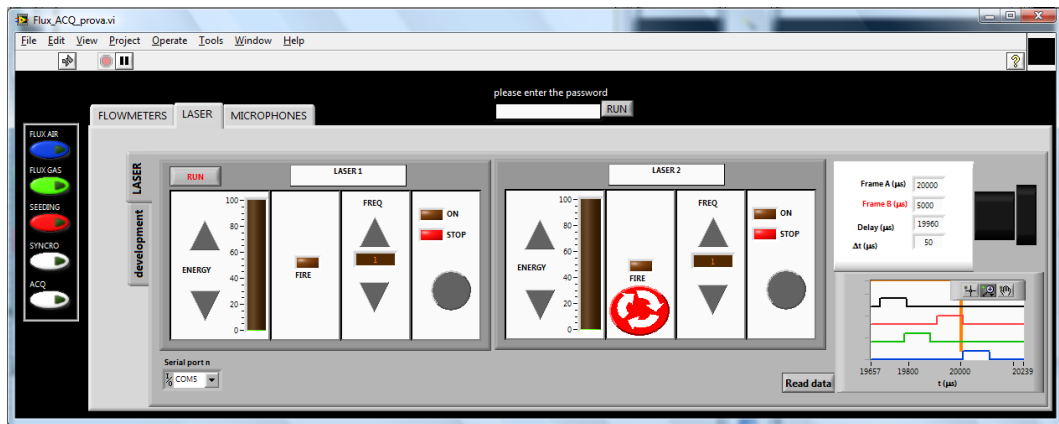 Flux_ACQ_prova.vi
File Edit View Project Operate Tools Window Help
?
please enter the password
RUN
FLOWMETERS LASER MICROPHONES
FLUX AIR
FLUX GAS
SEEDING
SYNCRO
ACQ
LASER
development
RUN
LASER 1
ENERGY
100
80
60
40
20
0
FIRE
FREQ
1
ON
STOP
LASER 2
ENERGY
100
80
60
40
20
0
FIRE
FREQ
1
ON
STOP
Frame A (µs) 20000
Frame B (µs) 5000
Delay (µs) 19960
Δt (µs) 50
19657 19800 20000 20239
t (µs)
Serial port n
I/O COM5
Read data